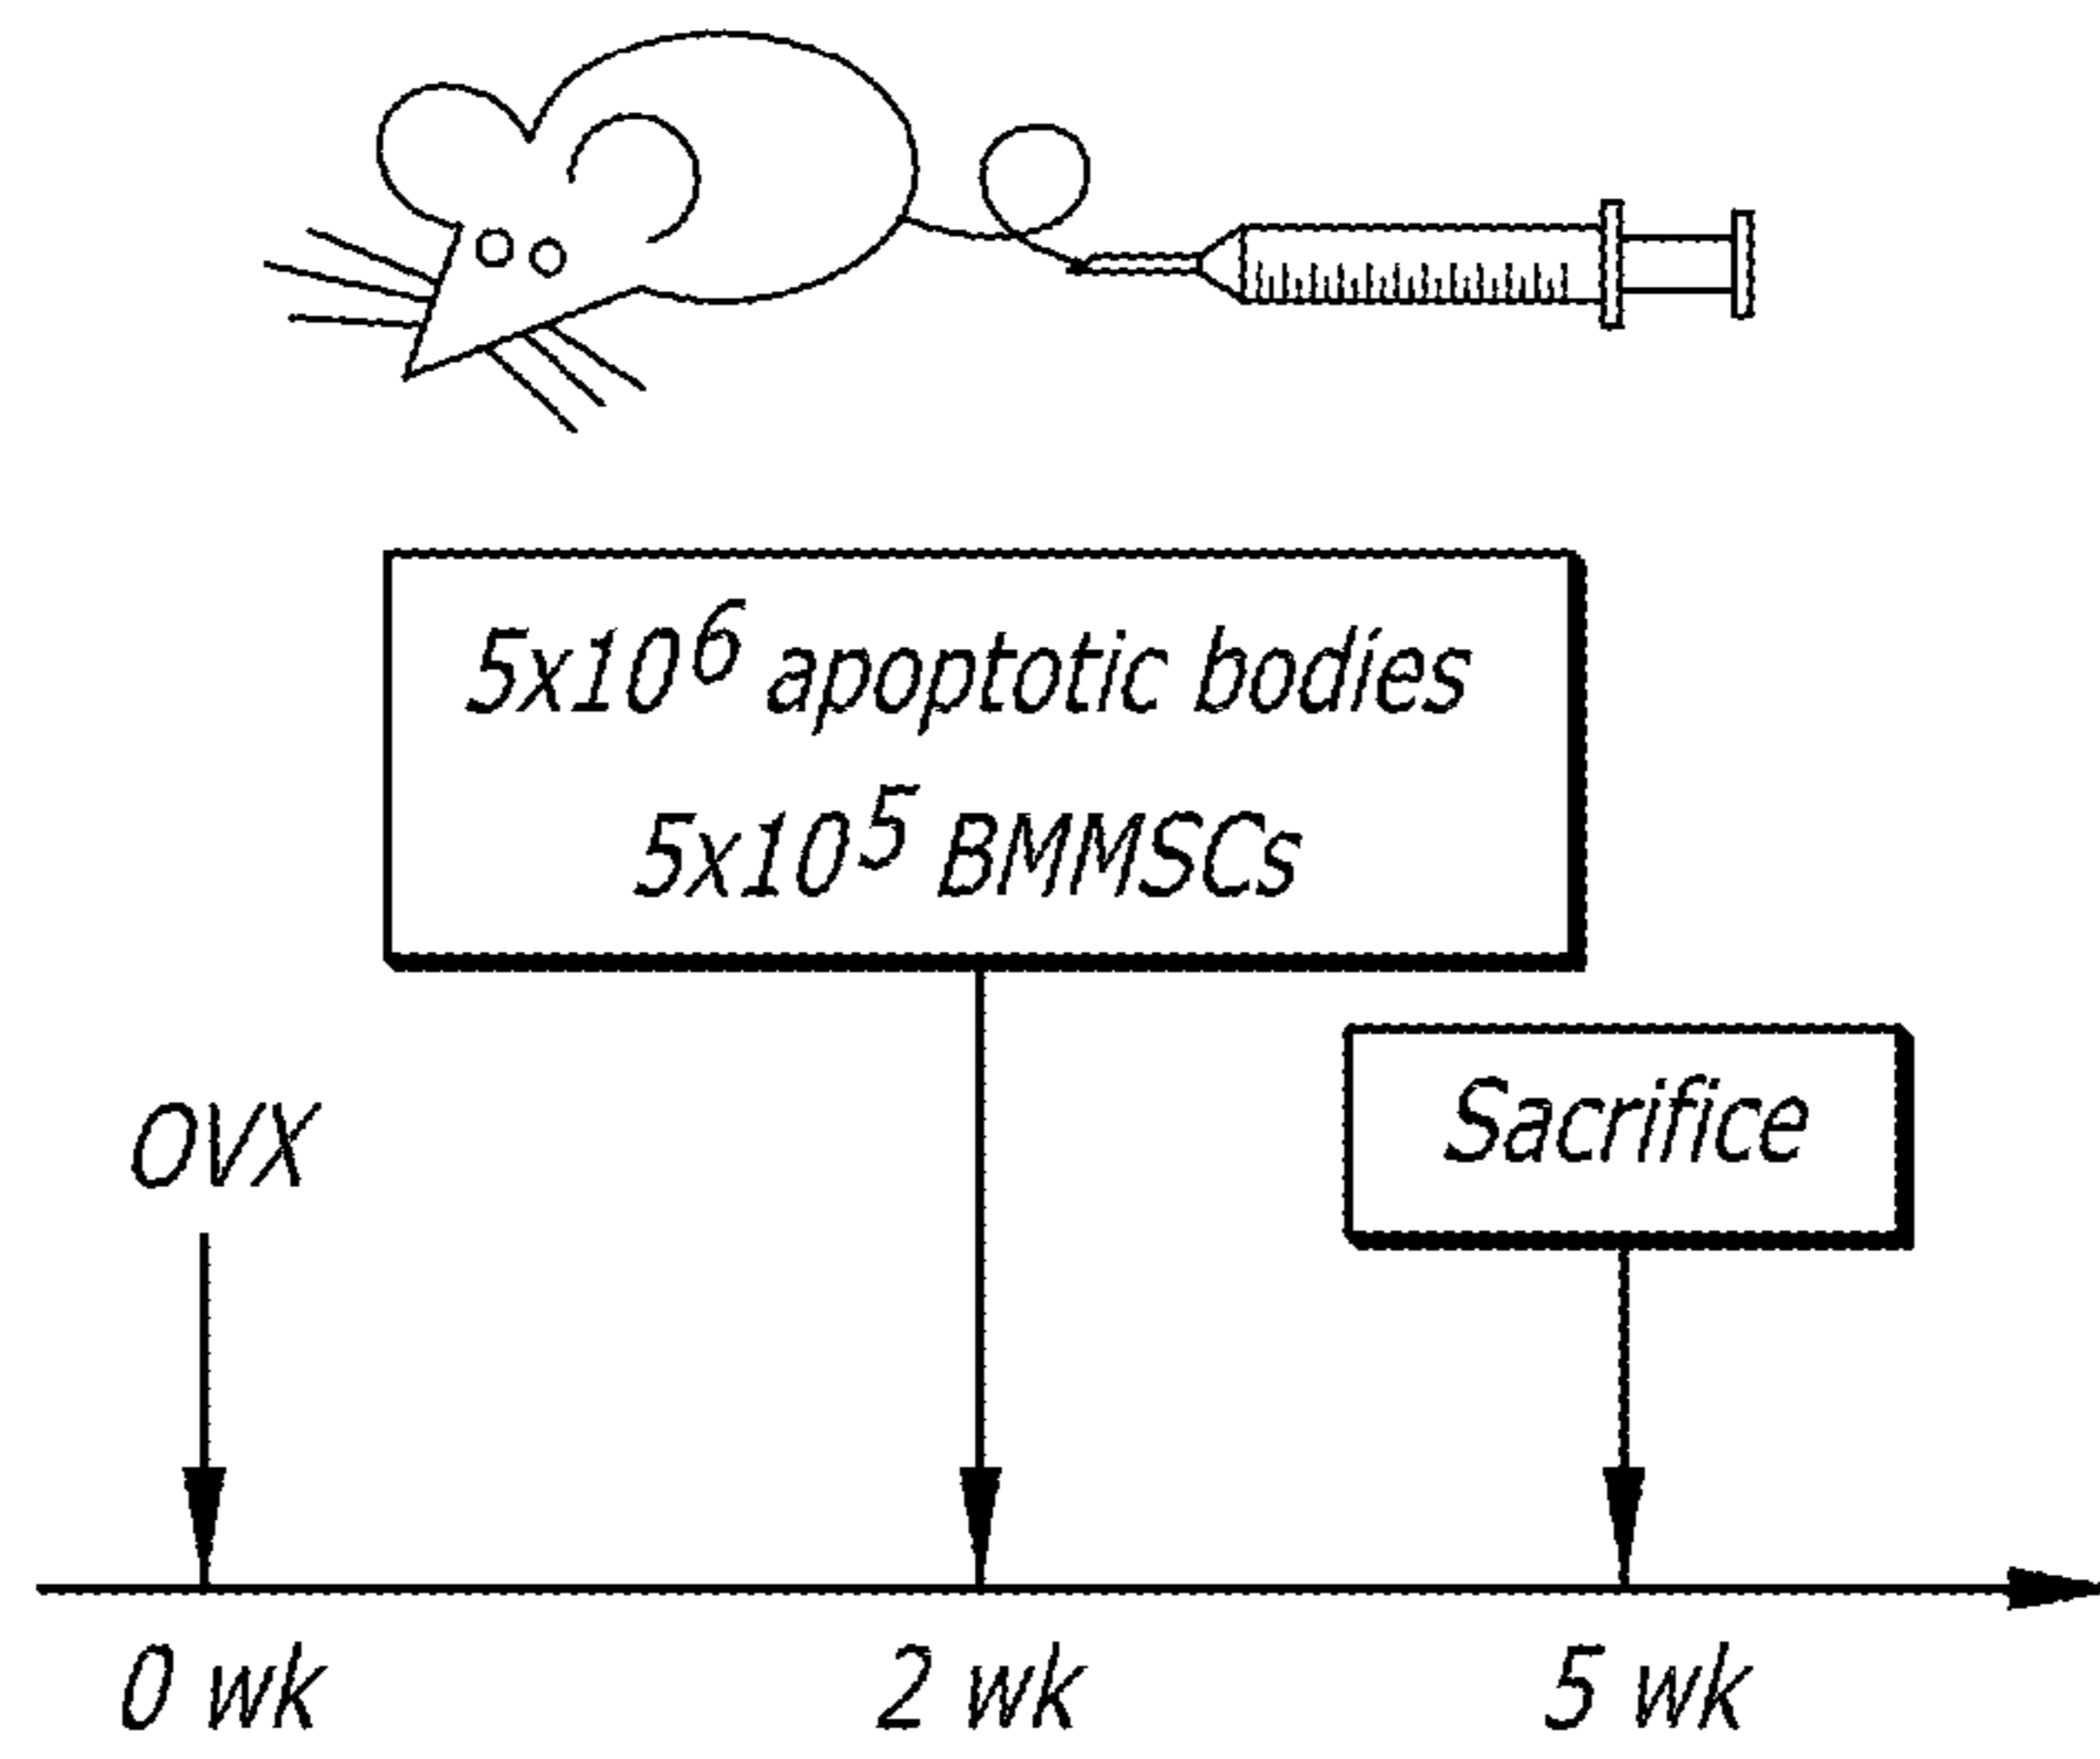 5x10⁶ apoptotic bodies
5x10⁵ BMMSCs
Sacrifice
OVX
0 wk
2 wk
5 wk